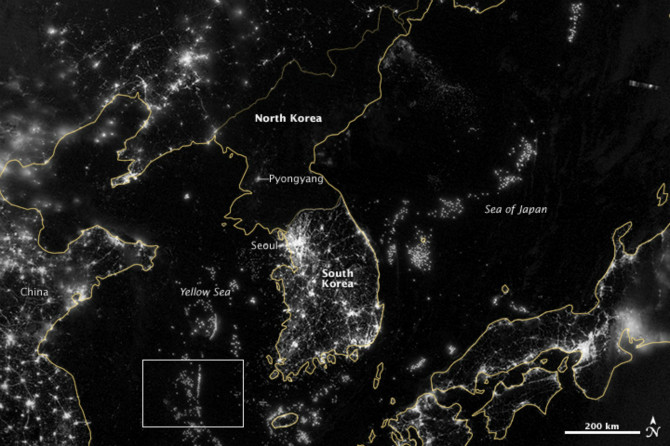 North Korea
Pyongyang
Sea of Japan
Seoul
South
Korea
China
Yellow Sea
200 km
N